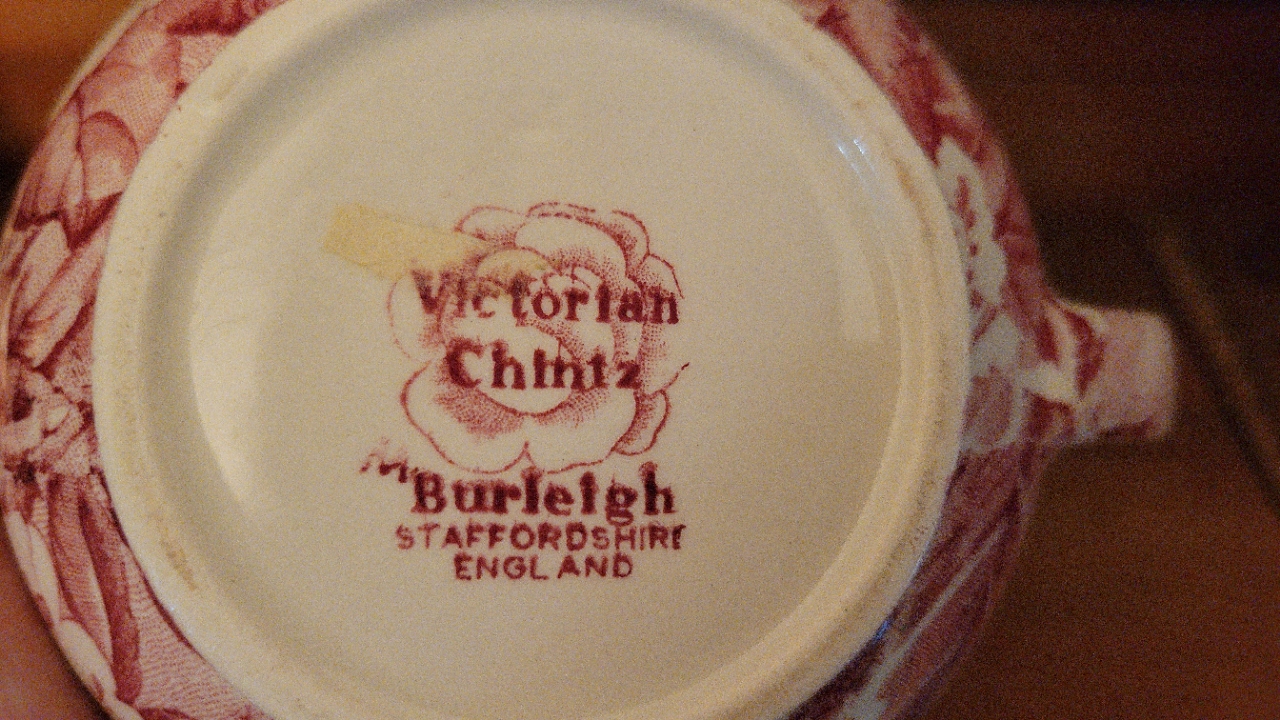 Victorian
Chintz
Burleigh
STAFFORDSHIRE
ENGLAND